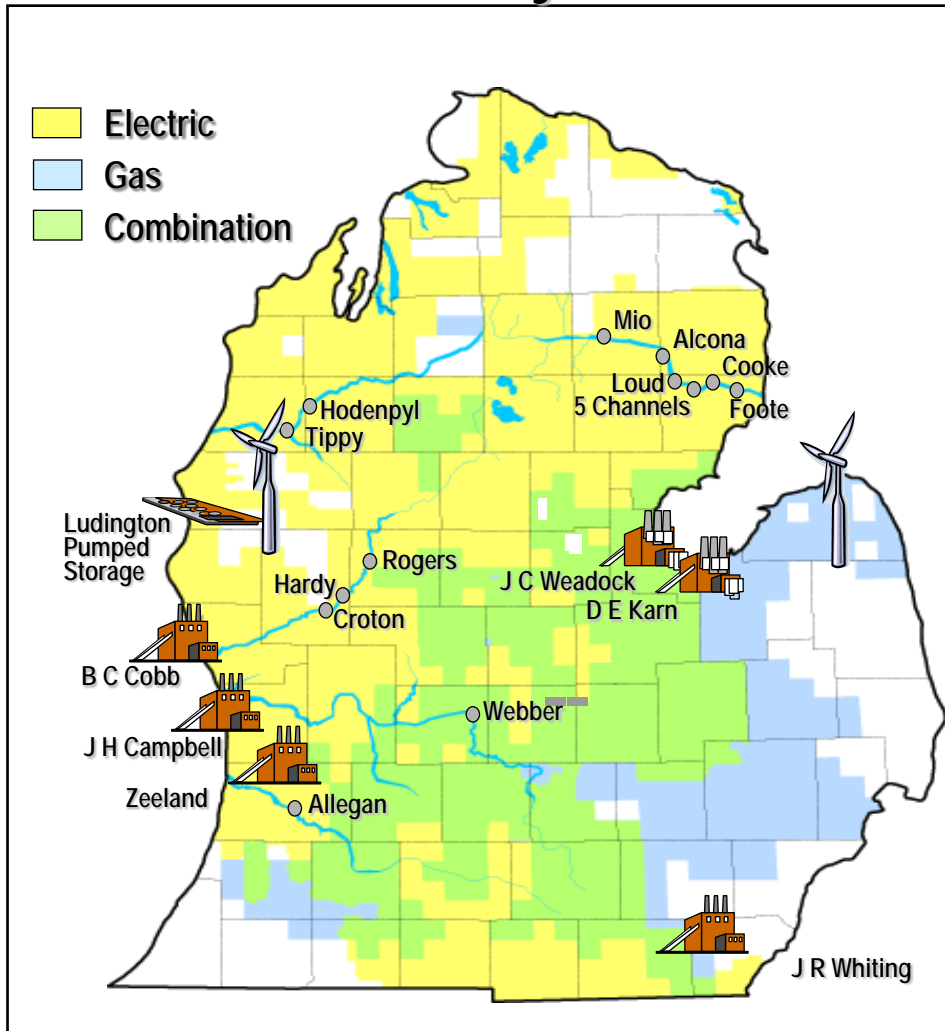 Electric
Gas
Combination
Mio
Alcona
Cooke
Loud
5 Channels
Foote
Hodenpyl
Tippy
Ludington
Pumped
Storage
Rogers
J C Weadock
Hardy
D E Karn
Croton
B C Cobb
Webber
J H Campbell
Zeeland
Allegan
J R Whiting